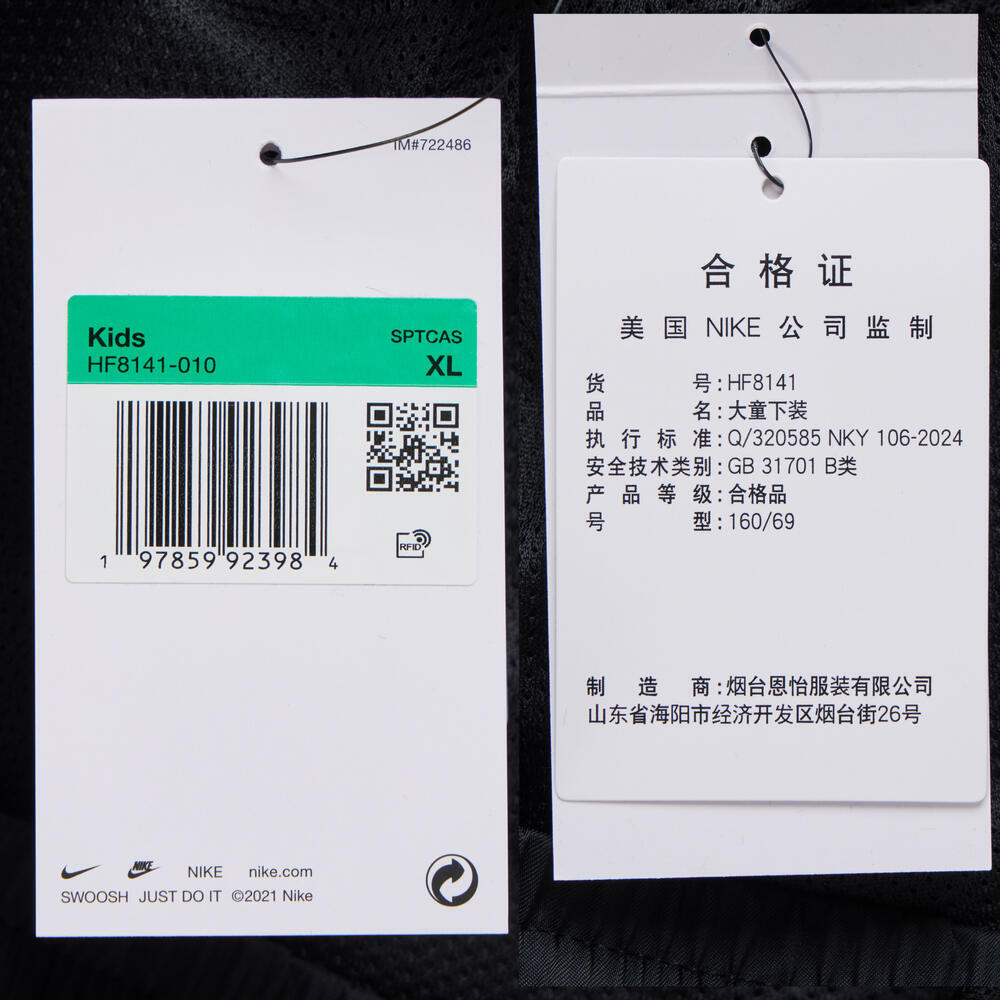 IM#722486
Kids
SPTCAS
HF8141-010
XL
RFID
1 97859 92398 4
NIKE NIKE nike.com
SWOOSH JUST DO IT ©2021 Nike
合格证
美国NIKE公司监制
货号:HF8141
品名:大童下装
执行标准:Q/320585 NKY 106-2024
安全技术类别:GB 31701 B类
产品等级:合格品
号型:160/69
制造商:烟台恩怡服装有限公司
山东省海阳市经济开发区烟台街26号